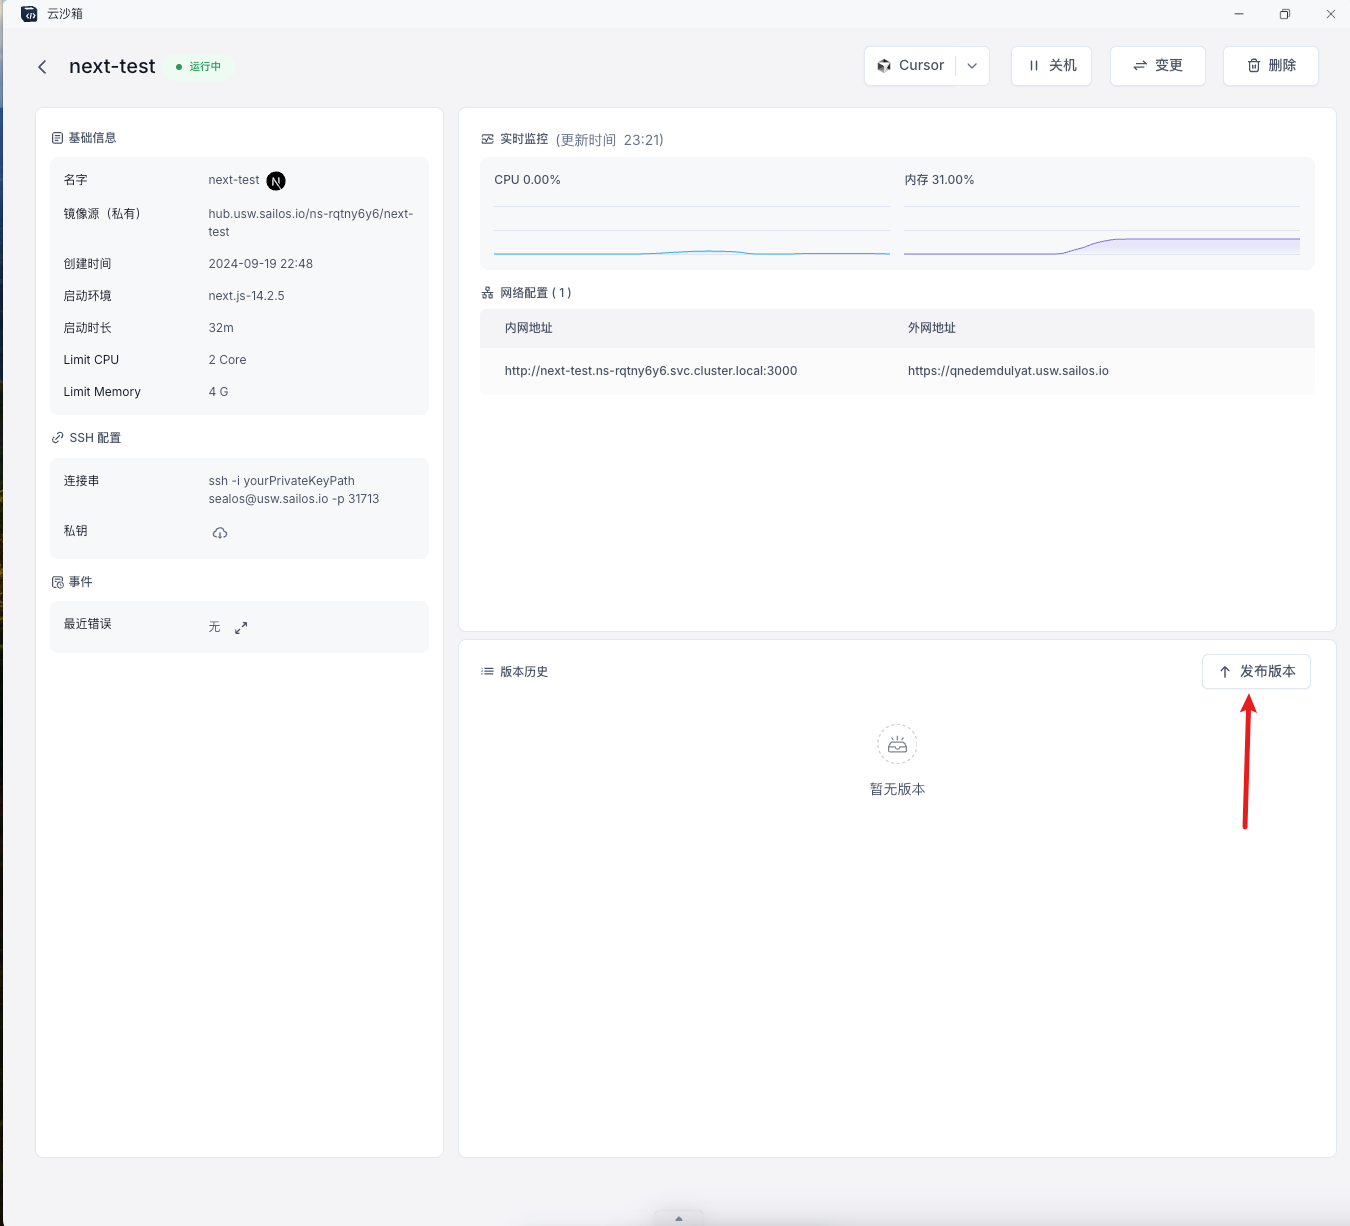 云沙箱
next-test
运行中
Cursor
关机
变更
删除
基础信息
名字
next-test
N
镜像源（私有）
hub.usw.sailos.io/ns-rqtny6y6/next-
test
创建时间
2024-09-19 22:48
启动环境
next.js-14.2.5
启动时长
32m
Limit CPU
2 Core
Limit Memory
4 G
SSH 配置
连接串
ssh -i yourPrivateKeyPath
sealos@usw.sailos.io -p 31713
私钥
事件
最近错误
无
实时监控 (更新时间 23:21)
CPU 0.00%
内存 31.00%
网络配置 ( 1 )
内网地址
外网地址
http://next-test.ns-rqtny6y6.svc.cluster.local:3000
https://qnedemdulyat.usw.sailos.io
版本历史
发布版本
暂无版本